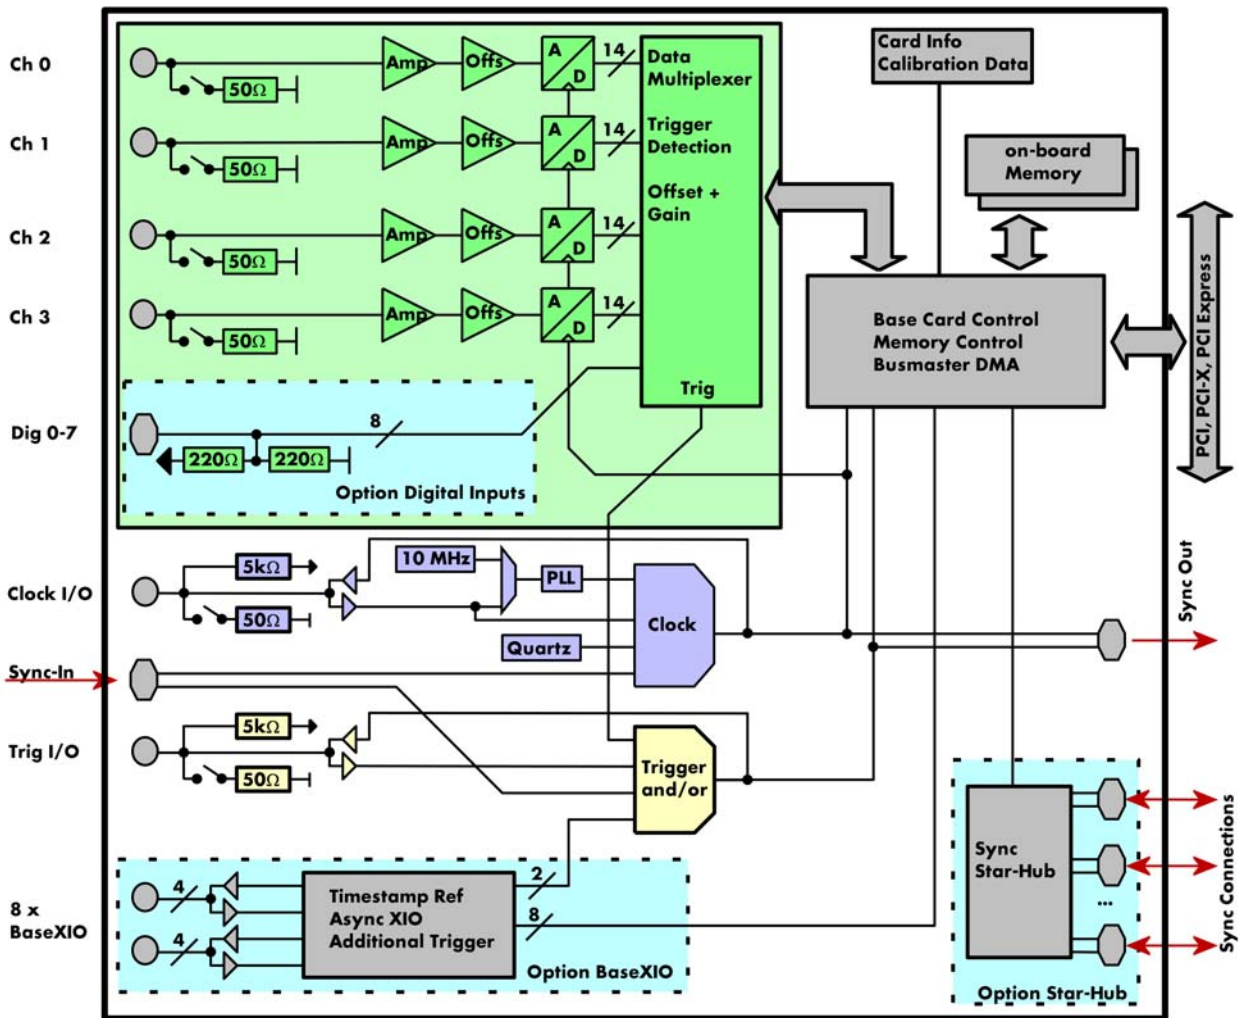 Ch 0
50Ω
Amp
Offs
A
D
14
Data
Multiplexer
Ch 1
50Ω
Amp
Offs
A
D
14
Trigger
Detection
Offset +
Gain
Ch 2
50Ω
Amp
Offs
A
D
14
Ch 3
50Ω
Amp
Offs
A
D
14
Trig
Card Info
Calibration Data
on-board
Memory
Base Card Control
Memory Control
Busmaster DMA
PCI, PCI-X, PCI Express
Dig 0-7
8
220Ω
220Ω
Option Digital Inputs
Clock I/O
5kΩ
50Ω
10 MHz
PLL
Quartz
Clock
Sync Out
Sync-In
Trig I/O
5kΩ
50Ω
Trigger
and/or
8 x
BaseXIO
4
4
Timestamp Ref
Async XIO
Additional Trigger
2
8
Option BaseXIO
Sync
Star-Hub
...
Option Star-Hub
Sync Connections